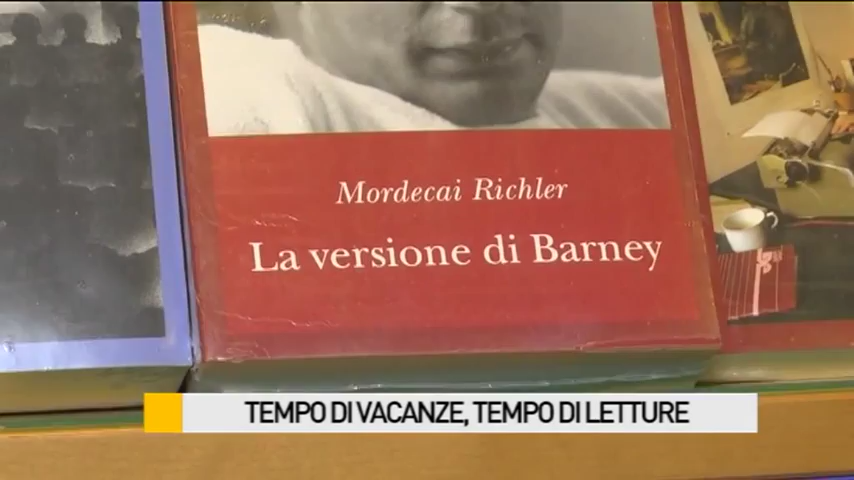 Mordecai Richler
La versione di Barney
TEMPO DI VACANZE, TEMPO DI LETTURE